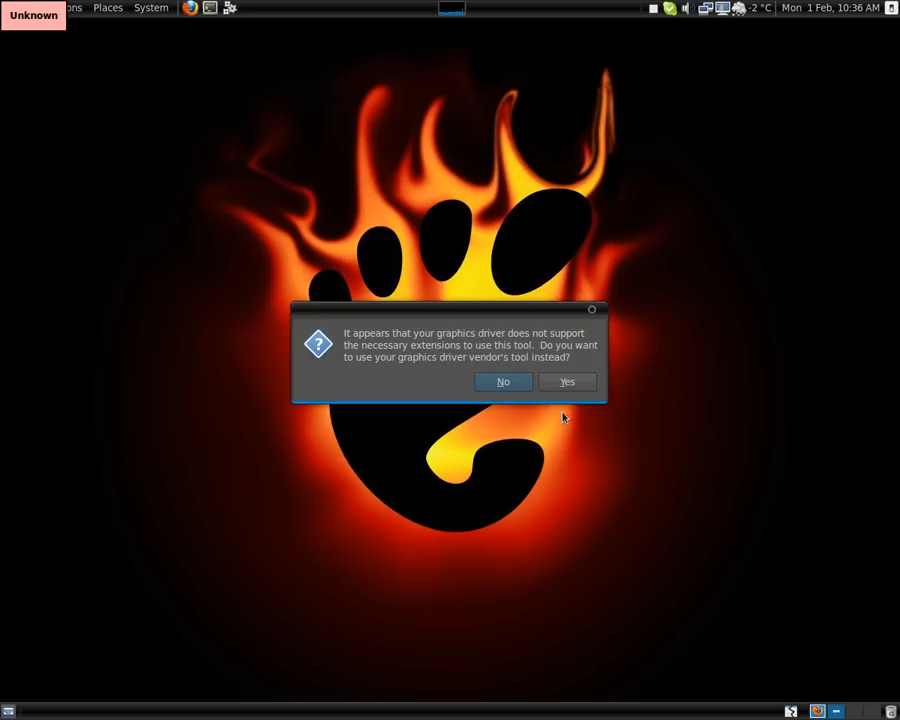 Unknown
ons Places System
-2 °C Mon 1 Feb, 10:36 AM
It appears that your graphics driver does not support
the necessary extensions to use this tool. Do you want
to use your graphics driver vendor's tool instead?
No Yes